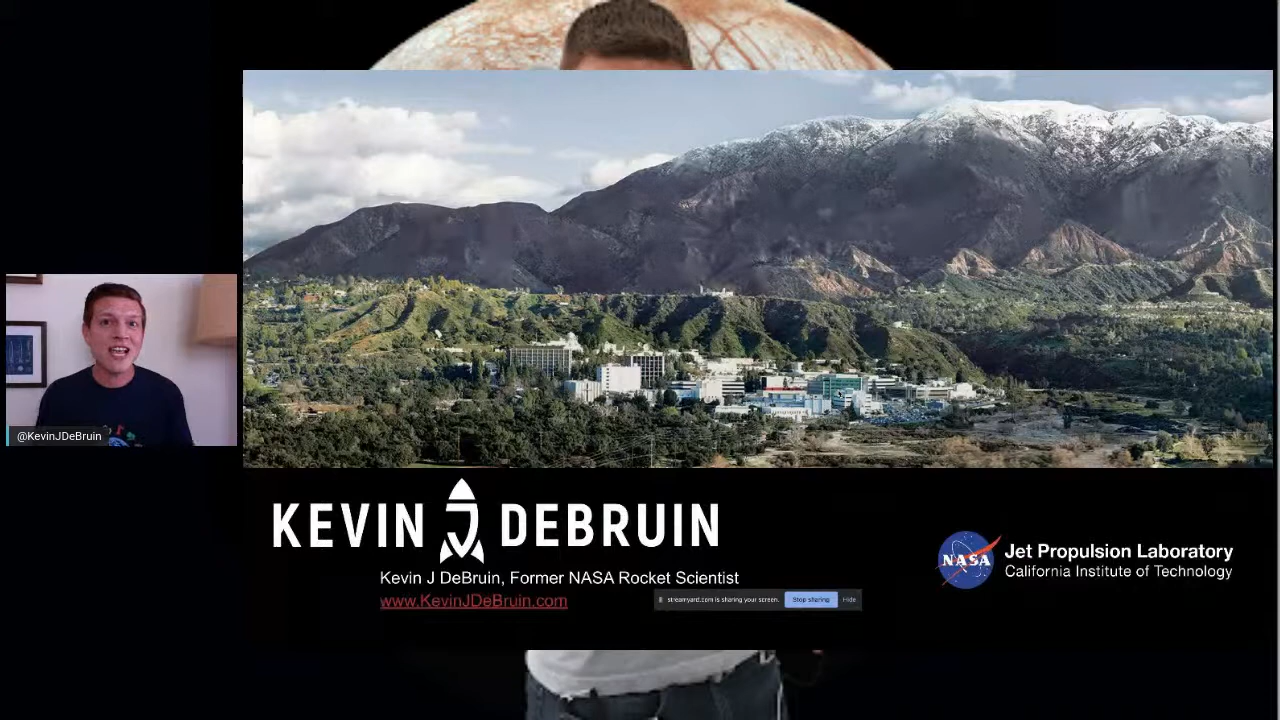 @KevinJDeBruin
KEVIN J DEBRUIN
Kevin J DeBruin, Former NASA Rocket Scientist
www.KevinJDeBruin.com
streamyard.com is sharing your screen.
Stop sharing
Hide
NASA
Jet Propulsion Laboratory
California Institute of Technology